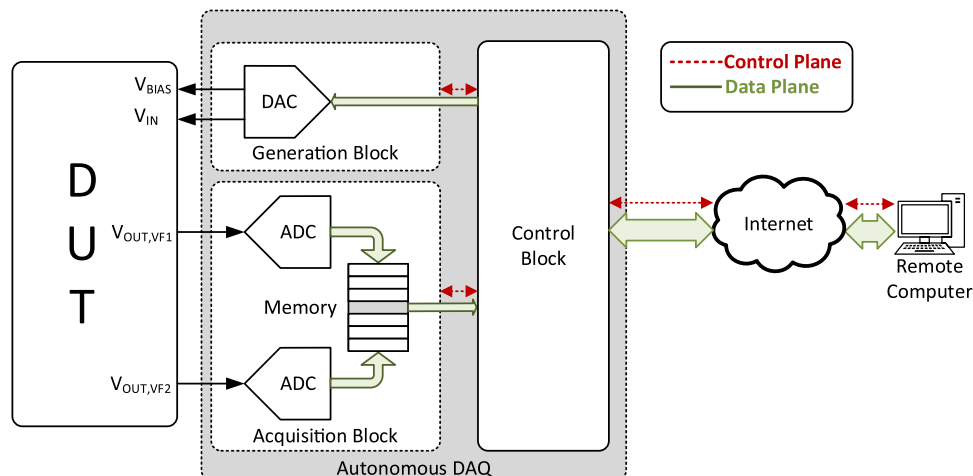 Control Plane
Data Plane
V_BIAS
V_IN
DAC
Generation Block
D
U
T
V_OUT,VF1
V_OUT,VF2
ADC
Memory
ADC
Acquisition Block
Control
Block
Internet
Remote
Computer
Autonomous DAQ